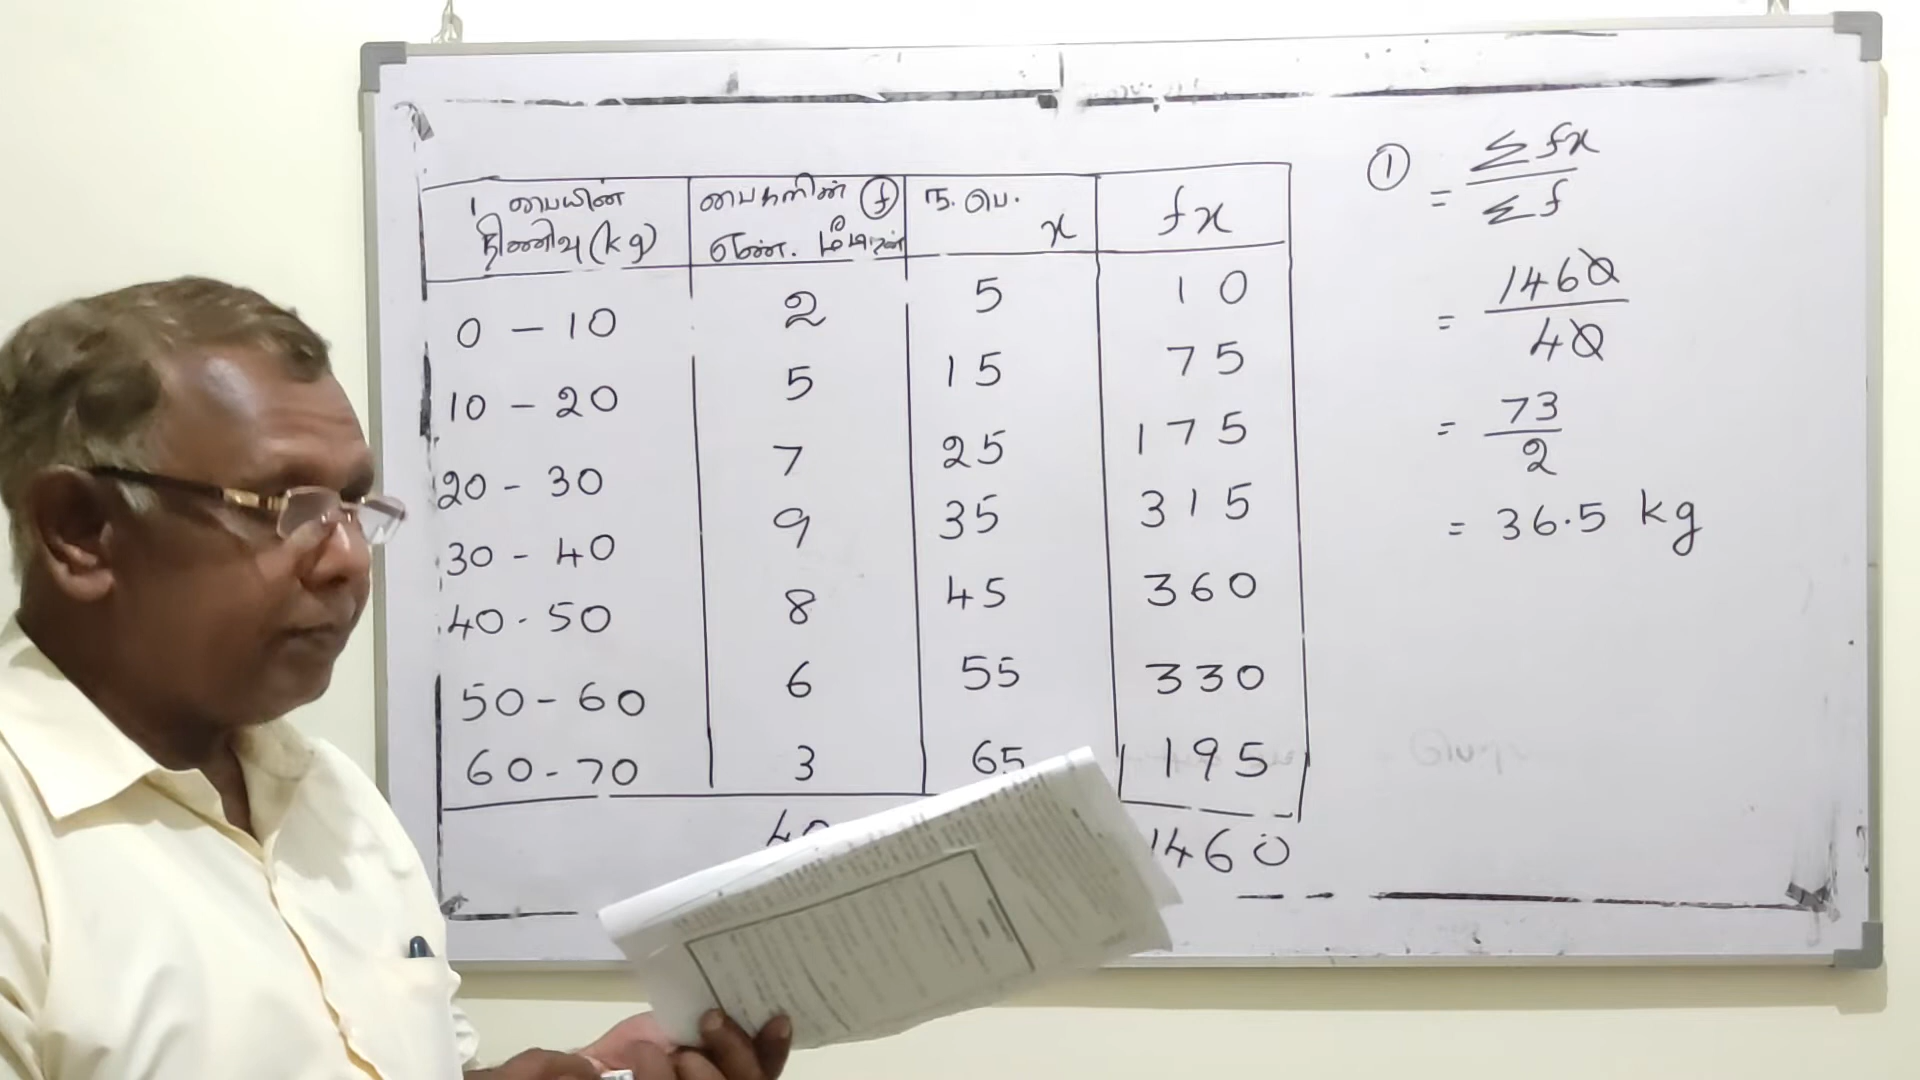 பையின் பைகளின் f ந. பெ. fx
நிறை (kg) எண். மீடிறன் x
0 - 10 2 5 10
10 - 20 5 15 75
20 - 30 7 25 175
30 - 40 9 35 315
40 - 50 8 45 360
50 - 60 6 55 330
60 - 70 3 65 195
40 1460
① = Σfx / Σf
= 1460 / 40
= 73 / 2
= 36.5 kg